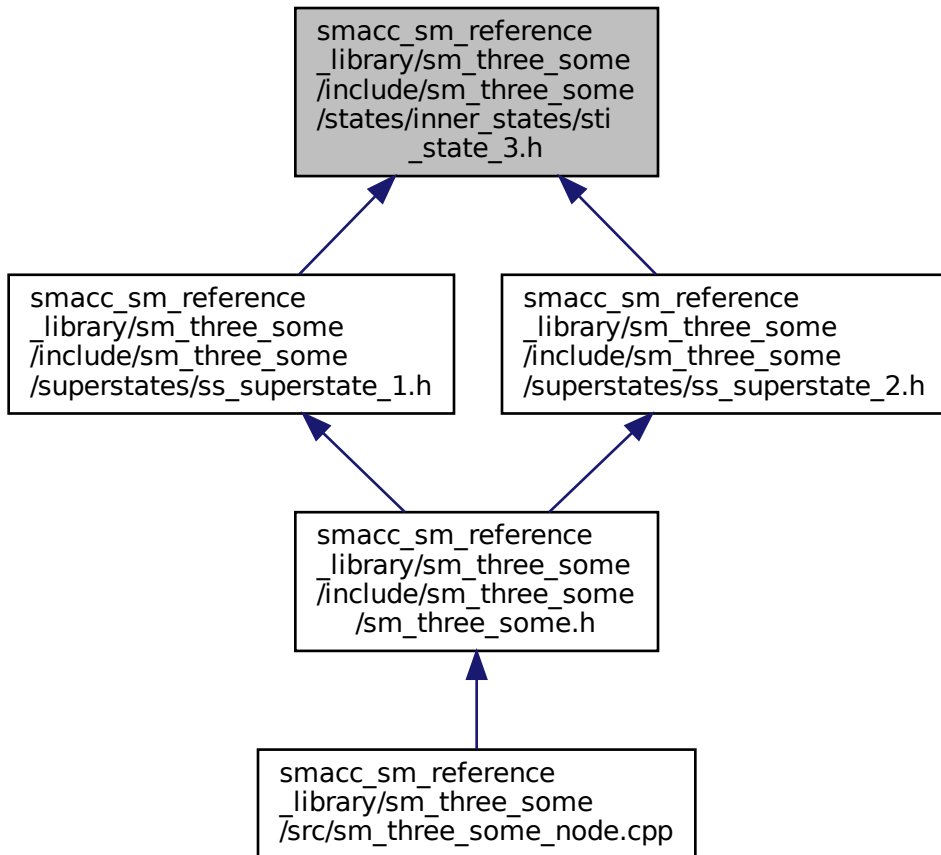 smacc_sm_reference
_library/sm_three_some
/include/sm_three_some
/states/inner_states/sti
_state_3.h
smacc_sm_reference
_library/sm_three_some
/include/sm_three_some
/superstates/ss_superstate_1.h
smacc_sm_reference
_library/sm_three_some
/include/sm_three_some
/superstates/ss_superstate_2.h
smacc_sm_reference
_library/sm_three_some
/include/sm_three_some
/sm_three_some.h
smacc_sm_reference
_library/sm_three_some
/src/sm_three_some_node.cpp